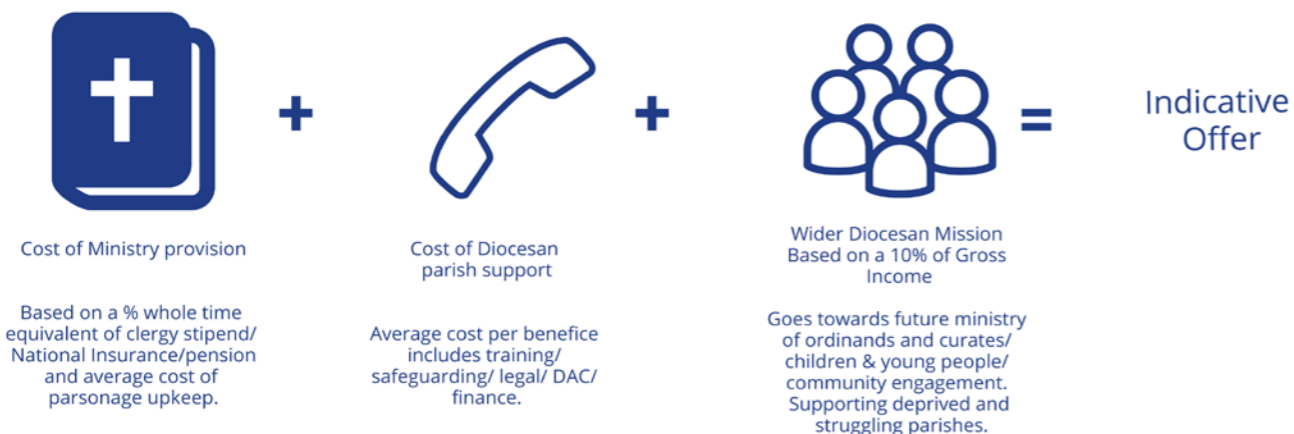 +
+
=
Indicative
Offer
Cost of Ministry provision
Based on a % whole time
equivalent of clergy stipend/
National Insurance/pension
and average cost of
parsonage upkeep.
Cost of Diocesan
parish support
Average cost per benefice
includes training/
safeguarding/ legal/ DAC/
finance.
Wider Diocesan Mission
Based on a 10% of Gross
Income
Goes towards future ministry
of ordinands and curates/
children & young people/
community engagement.
Supporting deprived and
struggling parishes.